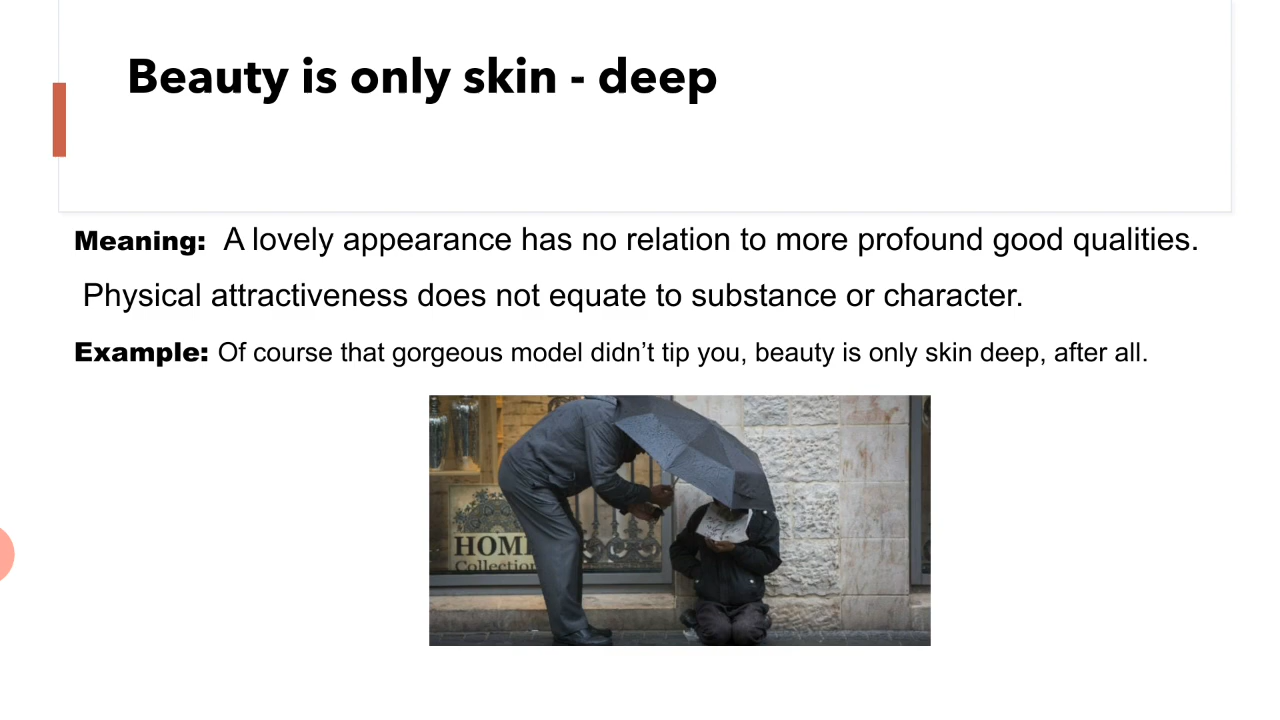 Beauty is only skin - deep
Meaning: A lovely appearance has no relation to more profound good qualities.
Physical attractiveness does not equate to substance or character.
Example: Of course that gorgeous model didn’t tip you, beauty is only skin deep, after all.
HOME
Collection